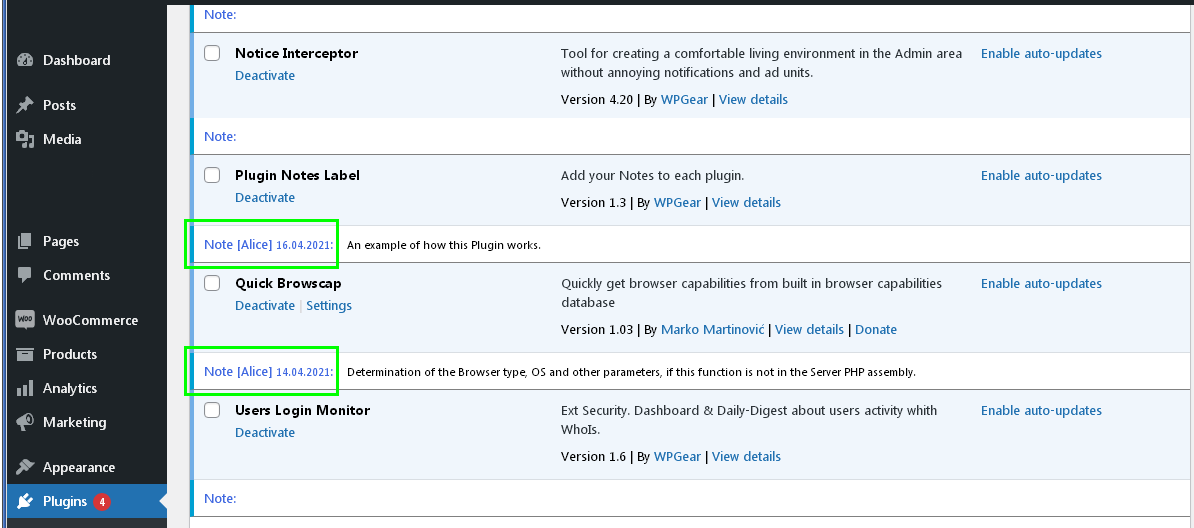 Dashboard
Posts
Media
Pages
Comments
WooCommerce
Products
Analytics
Marketing
Appearance
Plugins 4
Note:
Notice Interceptor
Deactivate
Tool for creating a comfortable living environment in the Admin area
without annoying notifications and ad units.
Version 4.20 | By WPGear | View details
Enable auto-updates
Note:
Plugin Notes Label
Deactivate
Add your Notes to each plugin.
Version 1.3 | By WPGear | View details
Enable auto-updates
Note [Alice] 16.04.2021: An example of how this Plugin works.
Quick Browscap
Deactivate | Settings
Quickly get browser capabilities from built in browser capabilities
database
Version 1.03 | By Marko Martinović | View details | Donate
Enable auto-updates
Note [Alice] 14.04.2021: Determination of the Browser type, OS and other parameters, if this function is not in the Server PHP assembly.
Users Login Monitor
Deactivate
Ext Security. Dashboard & Daily-Digest about users activity whith
WhoIs.
Version 1.6 | By WPGear | View details
Enable auto-updates
Note: